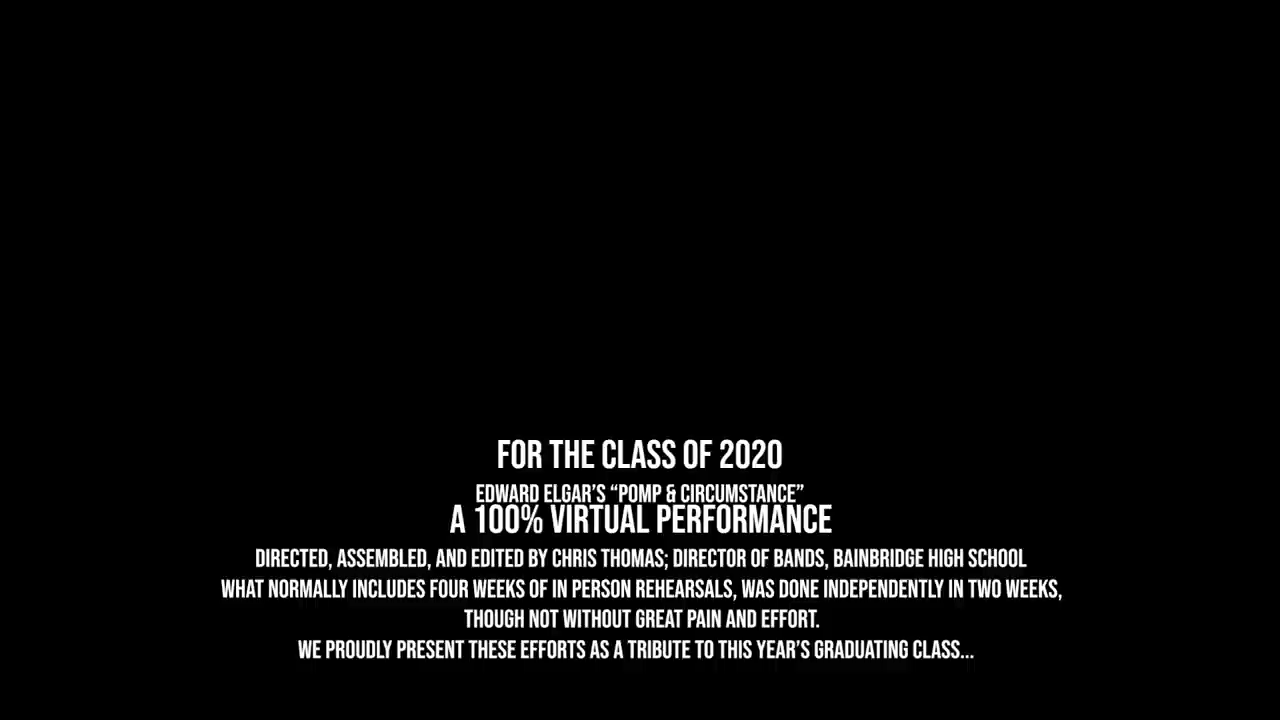 FOR THE CLASS OF 2020
EDWARD ELGAR’S “POMP & CIRCUMSTANCE”
A 100% VIRTUAL PERFORMANCE
DIRECTED, ASSEMBLED, AND EDITED BY CHRIS THOMAS; DIRECTOR OF BANDS, BAINBRIDGE HIGH SCHOOL
WHAT NORMALLY INCLUDES FOUR WEEKS OF IN PERSON REHEARSALS, WAS DONE INDEPENDENTLY IN TWO WEEKS,
THOUGH NOT WITHOUT GREAT PAIN AND EFFORT.
WE PROUDLY PRESENT THESE EFFORTS AS A TRIBUTE TO THIS YEAR’S GRADUATING CLASS...